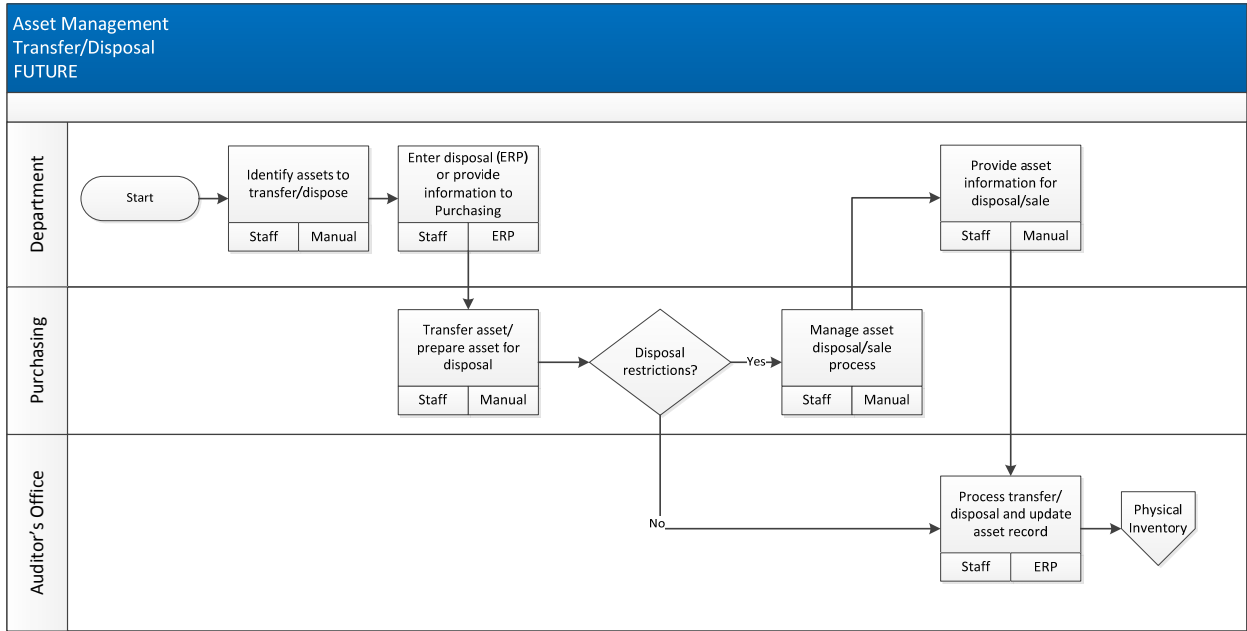 Asset Management
Transfer/Disposal
FUTURE
Department
Start
Identify assets to
transfer/dispose
Staff
Manual
Enter disposal (ERP)
or provide
information to
Purchasing
Staff
ERP
Provide asset
information for
disposal/sale
Staff
Manual
Purchasing
Transfer asset/
prepare asset for
disposal
Staff
Manual
Disposal
restrictions?
Yes
Manage asset
disposal/sale
process
Staff
Manual
Auditor's Office
No
Process transfer/
disposal and update
asset record
Staff
ERP
Physical
Inventory